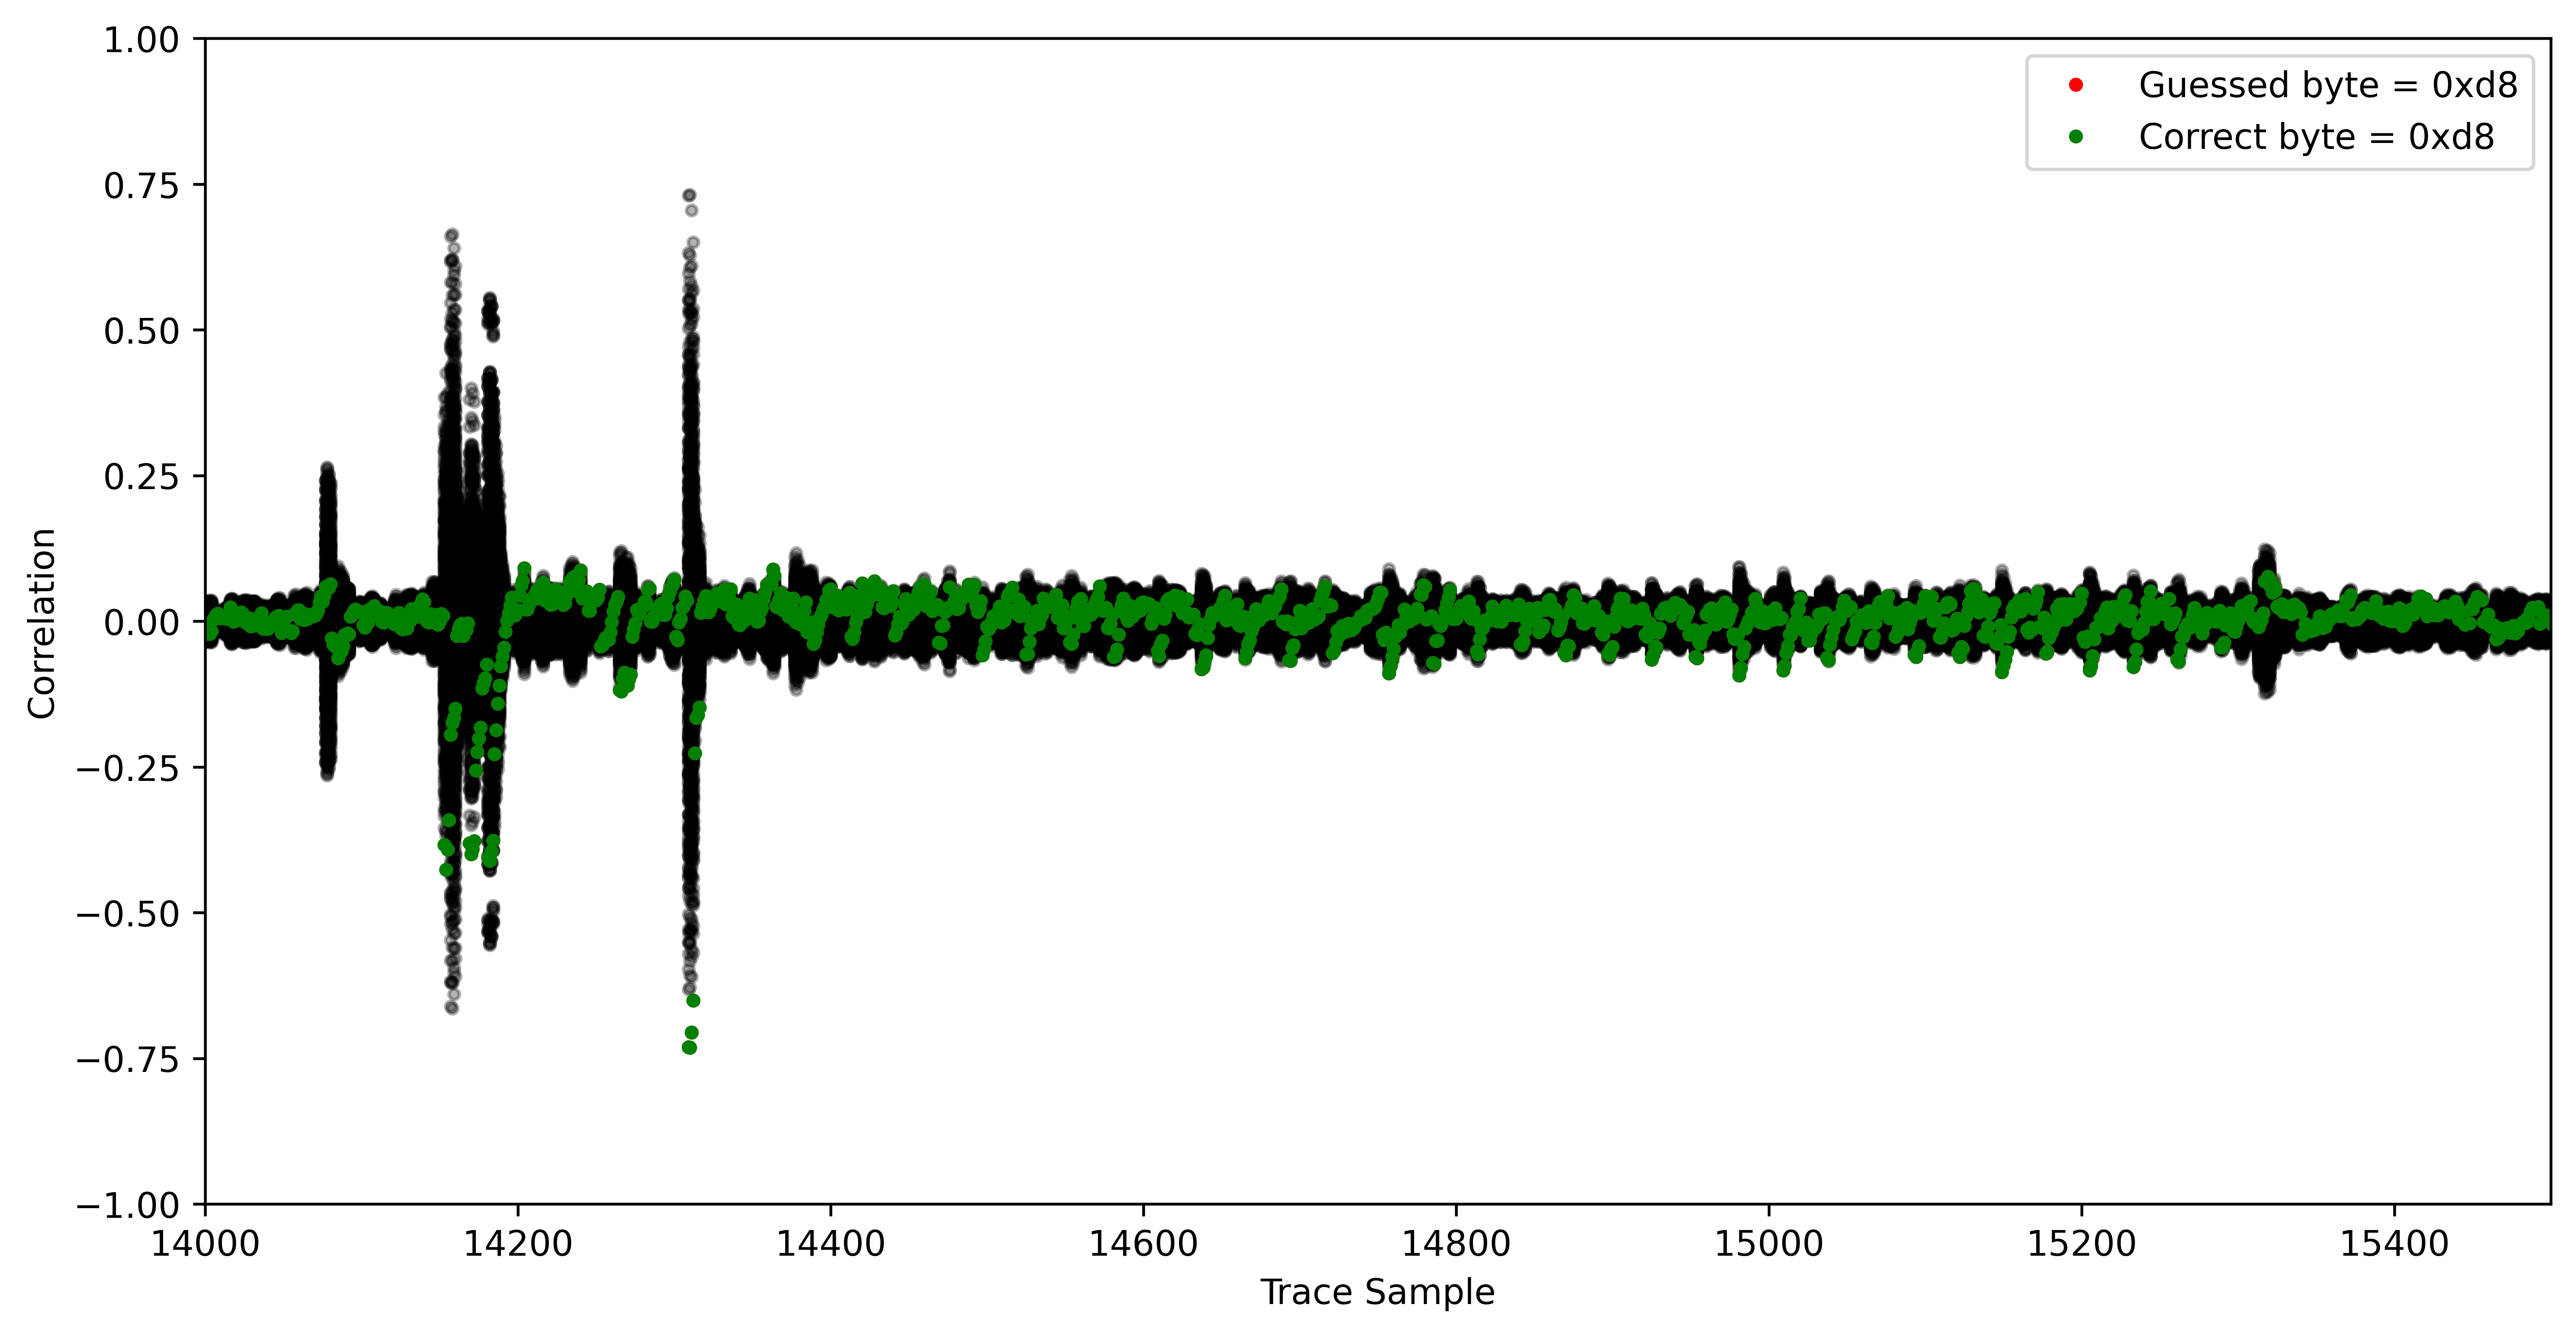 1.00
0.75
0.50
0.25
0.00
−0.25
−0.50
−0.75
−1.00
Correlation
Guessed byte = 0xd8
Correct byte = 0xd8
14000 14200 14400 14600 14800 15000 15200 15400
Trace Sample